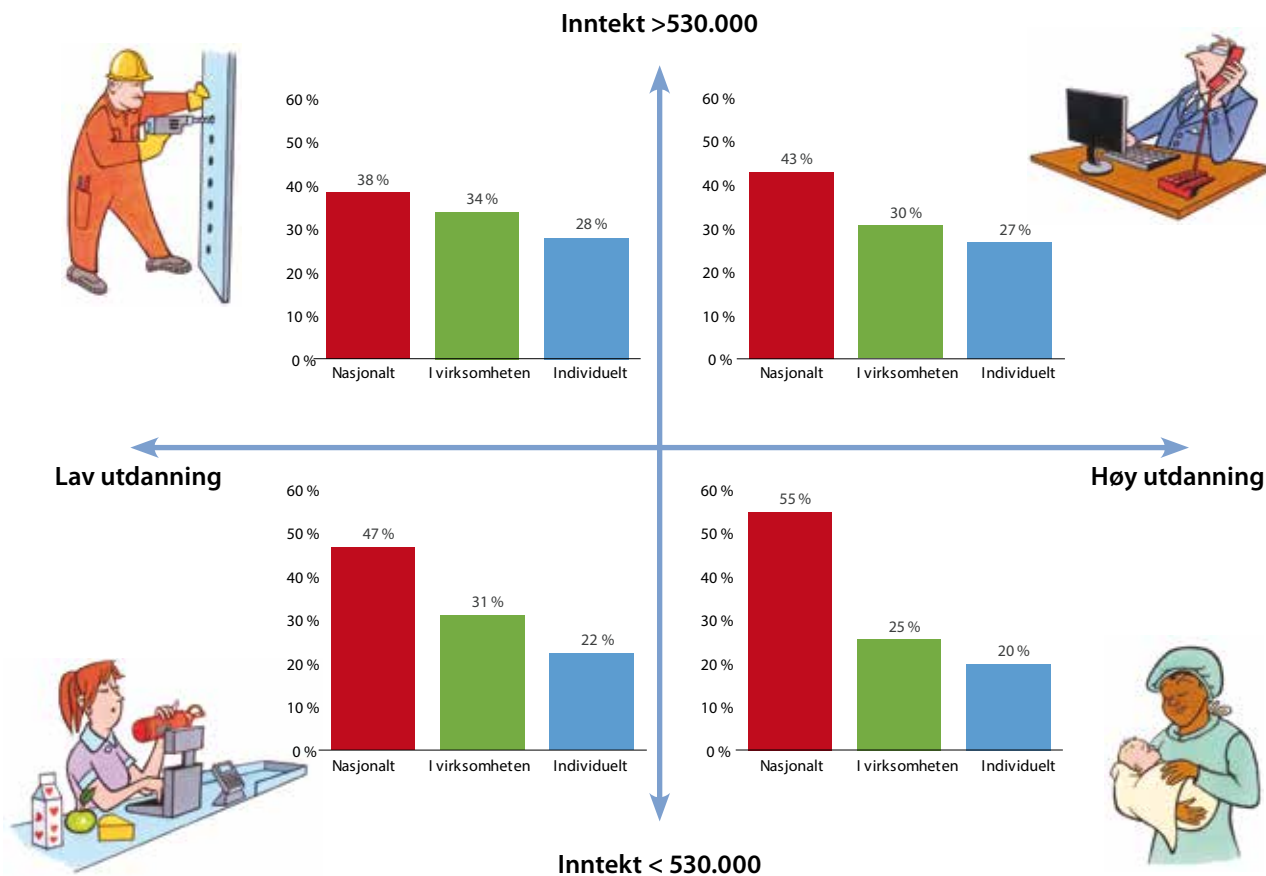 Inntekt >530.000
60 %
50 %
40 %
30 %
20 %
10 %
0 %
38 %
34 %
28 %
Nasjonalt
I virksomheten
Individuelt
60 %
50 %
40 %
30 %
20 %
10 %
0 %
43 %
30 %
27 %
Nasjonalt
I virksomheten
Individuelt
Lav utdanning
Høy utdanning
60 %
50 %
40 %
30 %
20 %
10 %
0 %
47 %
31 %
22 %
Nasjonalt
I virksomheten
Individuelt
60 %
50 %
40 %
30 %
20 %
10 %
0 %
55 %
25 %
20 %
Nasjonalt
I virksomheten
Individuelt
Inntekt < 530.000